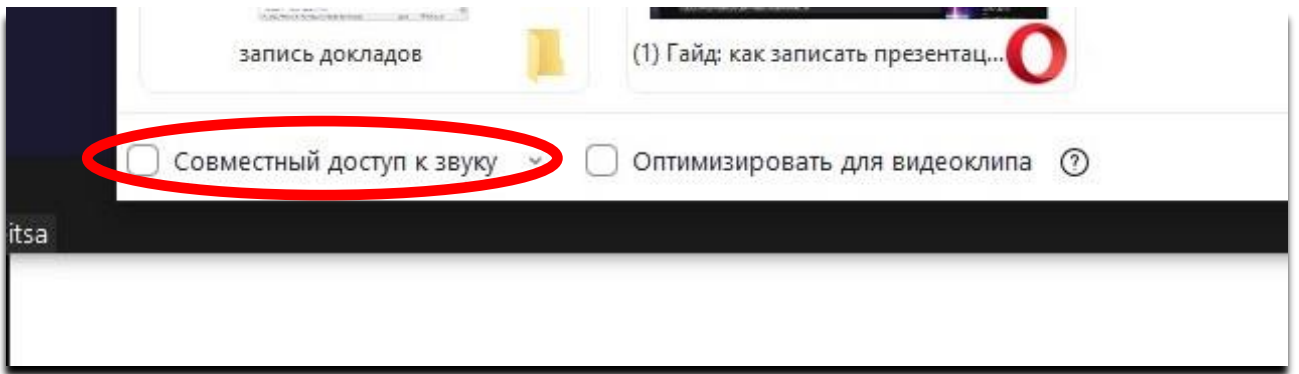 запись докладов
(1) Гайд: как записать презентац...
Совместный доступ к звуку
Оптимизировать для видеоклипа ?
itsa